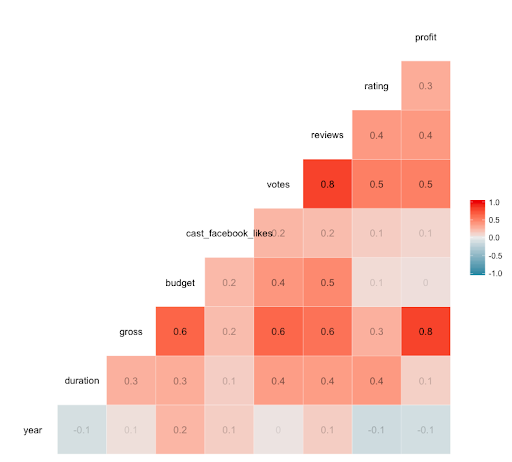 profit
rating 0.3
reviews 0.4 0.4
votes 0.8 0.5 0.5
cast_facebook_likes 0.2 0.2 0.1 0.1
budget 0.2 0.4 0.5 0.1 0
gross 0.6 0.2 0.6 0.6 0.3 0.8
duration 0.3 0.3 0.1 0.4 0.4 0.4 0.1
year -0.1 0.1 0.2 0.1 0 0.1 -0.1 -0.1
1.0
0.5
0.0
-0.5
-1.0